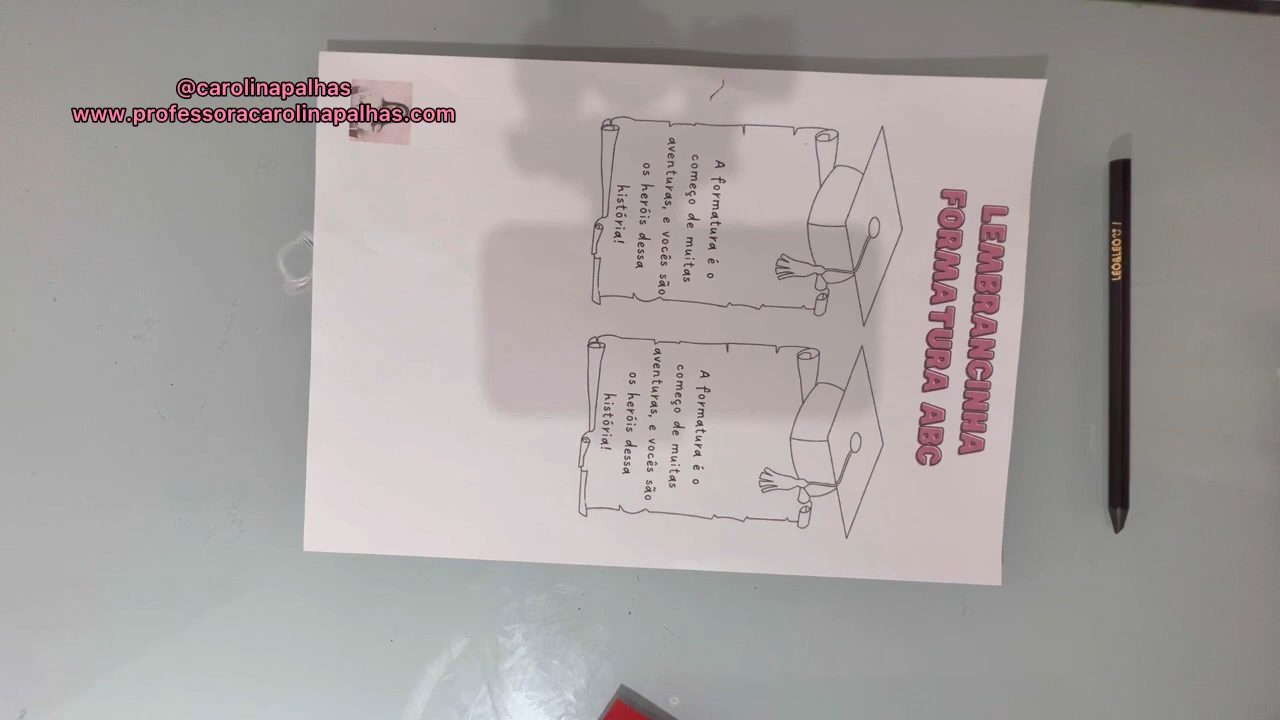 @carolinapalhas
www.professoracarolinapalhas.com
LEMBRANCINHA
FORMATURA ABC
A formatura é o
começo de muitas
aventuras, e vocês são
os heróis dessa
história!
A formatura é o
começo de muitas
aventuras, e vocês são
os heróis dessa
história!